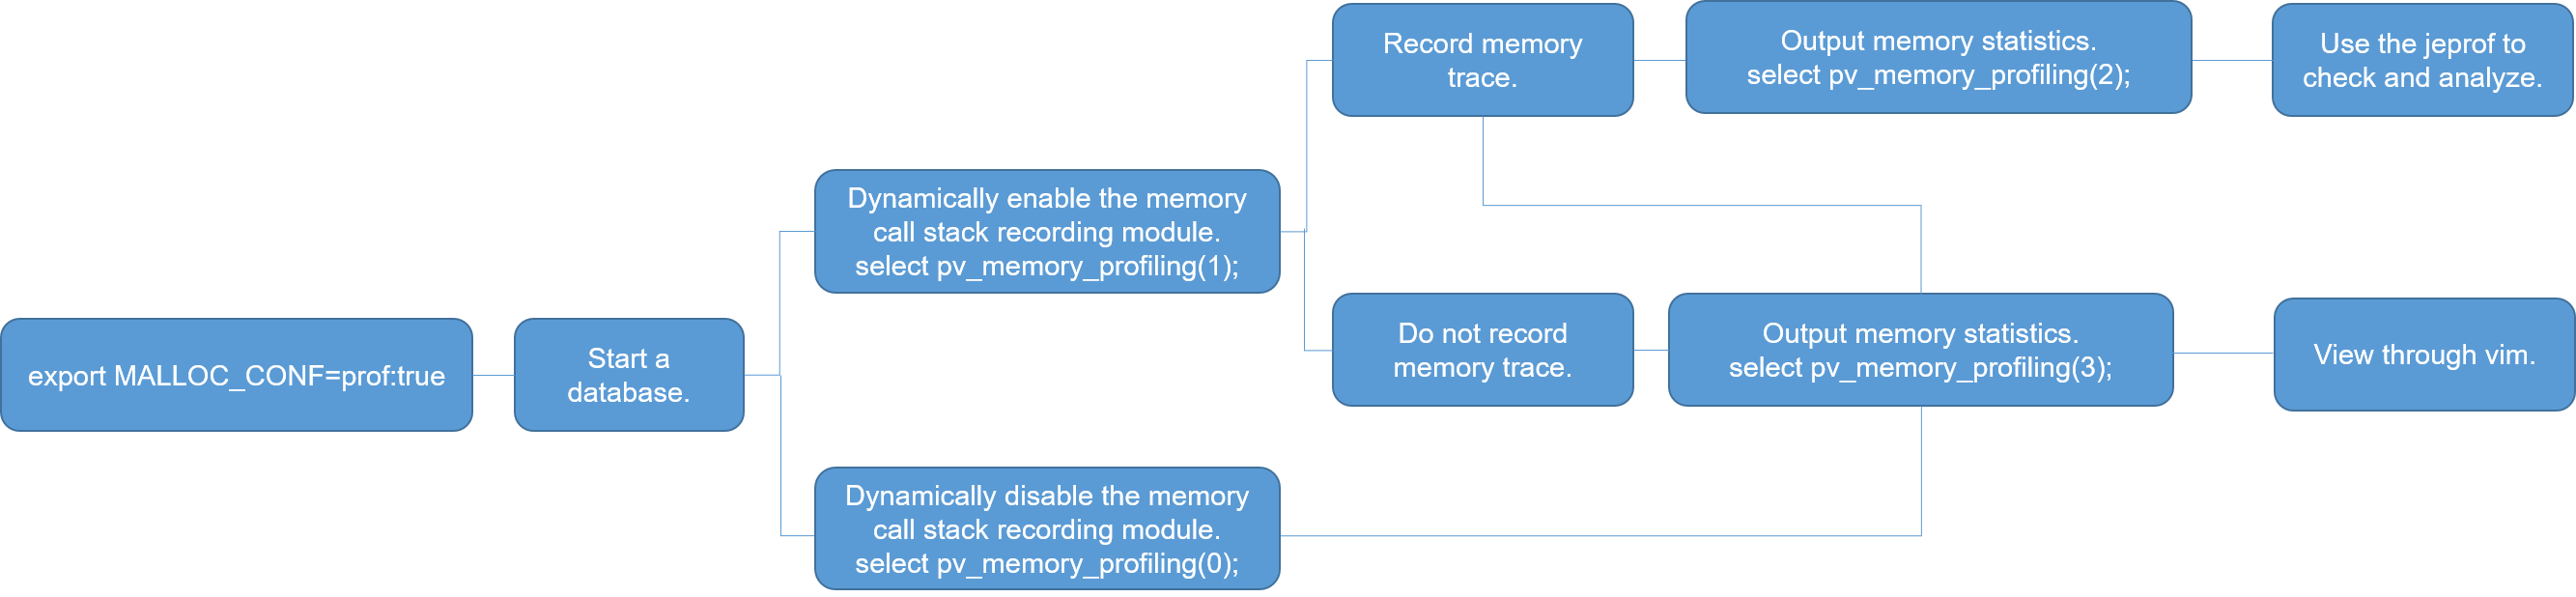 export MALLOC_CONF=prof:true
Start a
database.
Dynamically enable the memory
call stack recording module.
select pv_memory_profiling(1);
Dynamically disable the memory
call stack recording module.
select pv_memory_profiling(0);
Record memory
trace.
Do not record
memory trace.
Output memory statistics.
select pv_memory_profiling(2);
Output memory statistics.
select pv_memory_profiling(3);
Use the jeprof to
check and analyze.
View through vim.